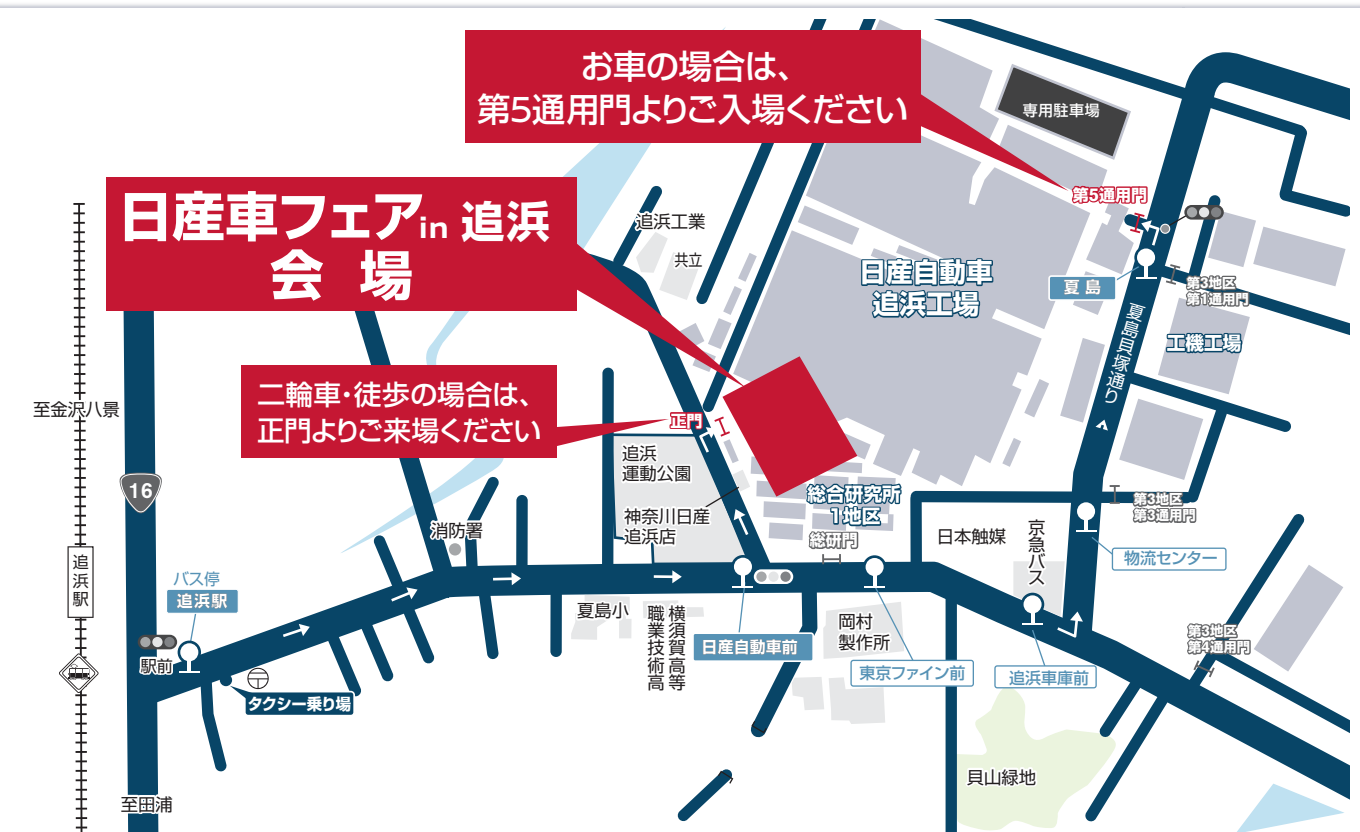 お車の場合は、
第5通用門よりご入場ください
専用駐車場
第5通用門
日産車フェア in 追浜
会 場
追浜工業
共立
日産自動車
追浜工場
夏島
第3地区
第1通用門
夏島貝塚通り
工機工場
二輪車・徒歩の場合は、
正門よりご来場ください
正門
至金沢八景
16
追浜
運動公園
神奈川日産
追浜店
総合研究所
1地区
総研門
第3地区
第3通用門
日本触媒
京急バス
物流センター
消防署
追浜駅
バス停
追浜駅
駅前
タクシー乗り場
夏島小
横須賀高等
職業技術高
日産自動車前
岡村
製作所
東京ファイン前
追浜車庫前
第3地区
第4通用門
貝山緑地
至田浦